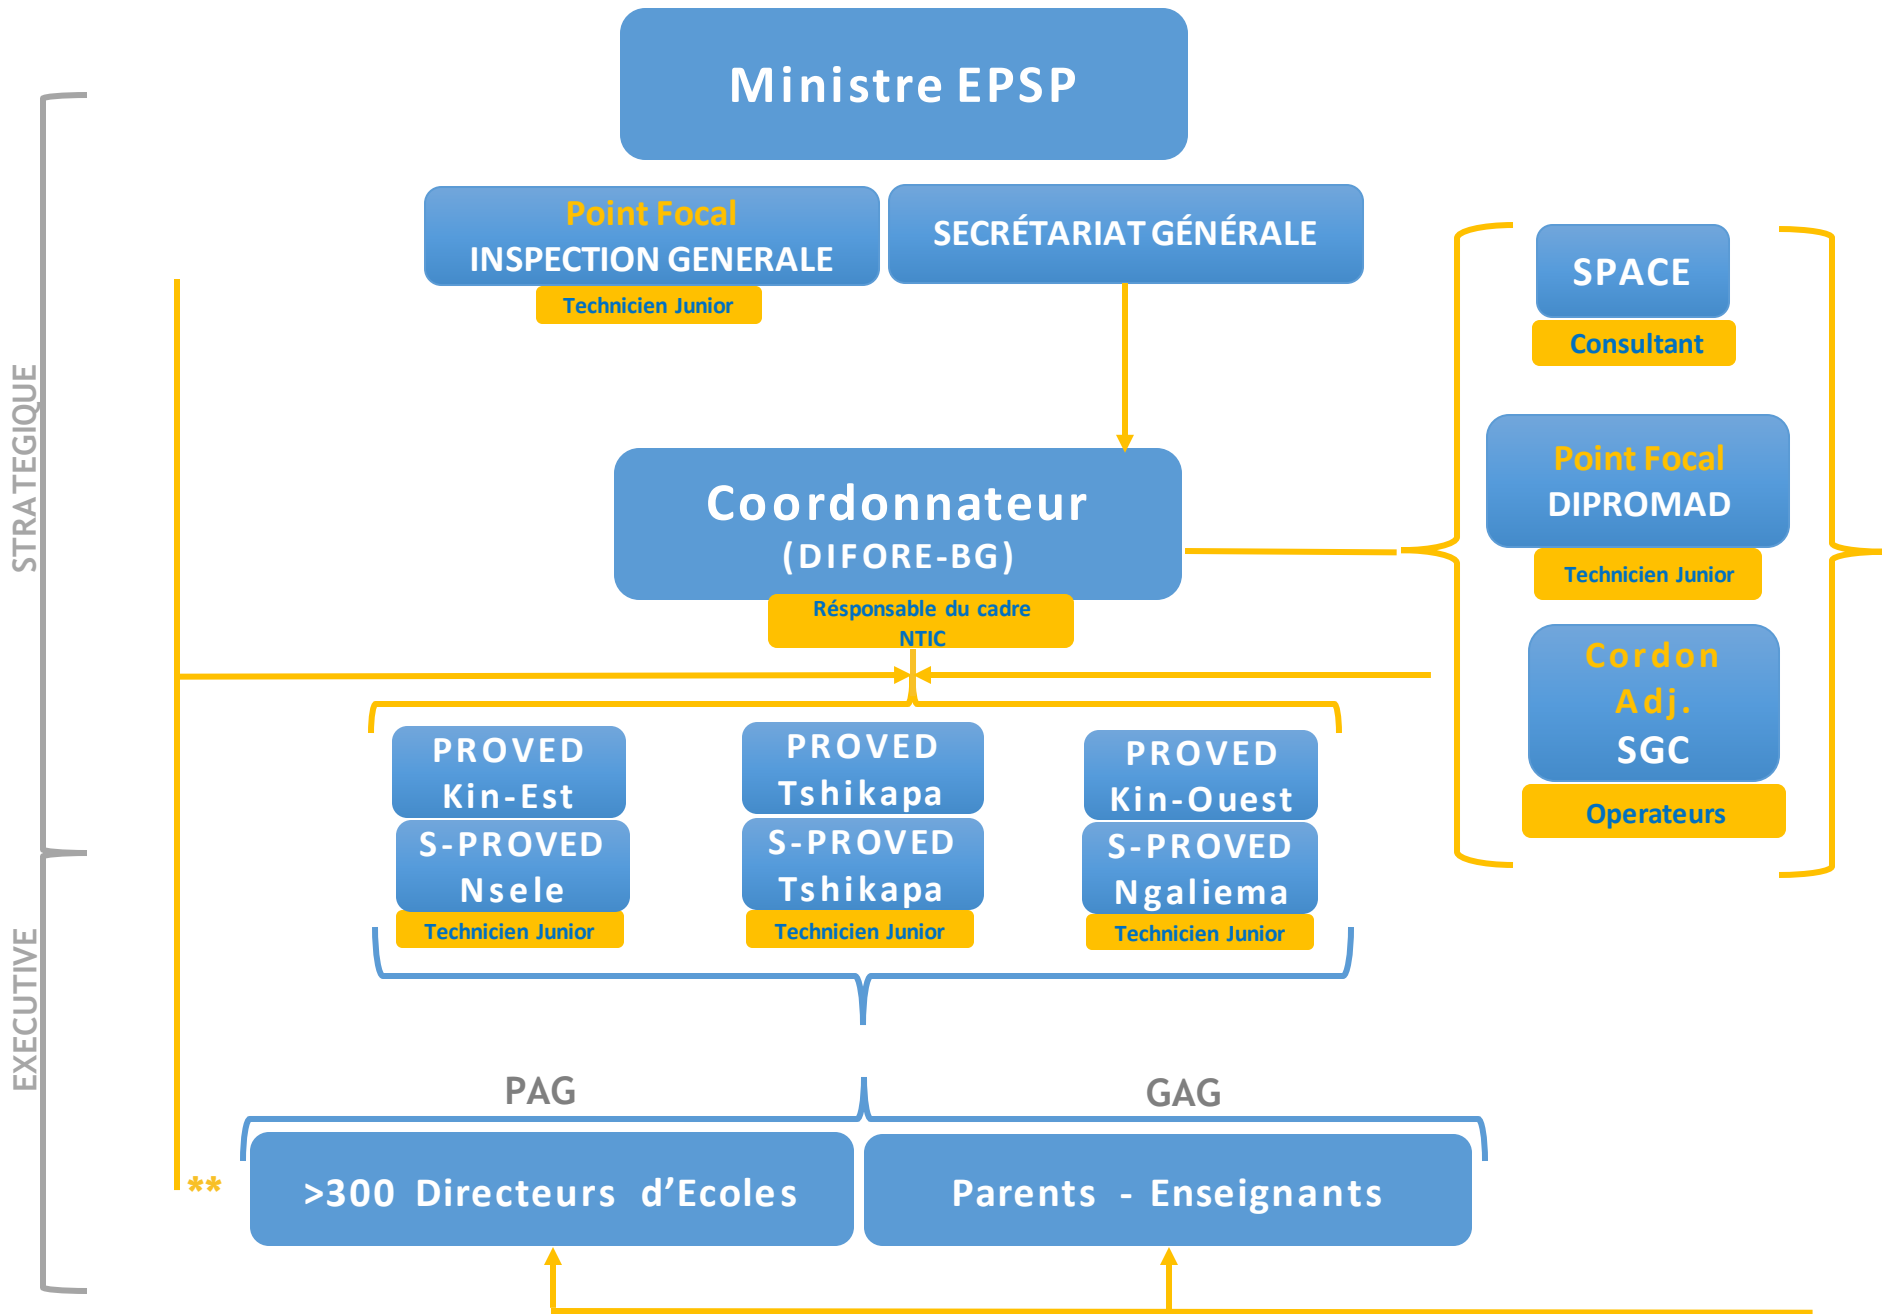 Ministre EPSP
Point Focal
INSPECTION GENERALE
Technicien Junior
SECRÉTARIAT GÉNÉRALE
STRATEGIQUE
Coordonnateur
(DIFORE-BG)
Résponsable du cadre
NTIC
SPACE
Consultant
Point Focal
DIPROMAD
Technicien Junior
Cordon
Adj.
SGC
Operateurs
PROVED
Kin-Est
S-PROVED
Nsele
Technicien Junior
PROVED
Tshikapa
S-PROVED
Tshikapa
Technicien Junior
PROVED
Kin-Ouest
S-PROVED
Ngaliema
Technicien Junior
EXECUTIVE
PAG
GAG
**
>300 Directeurs d’Ecoles
Parents - Enseignants